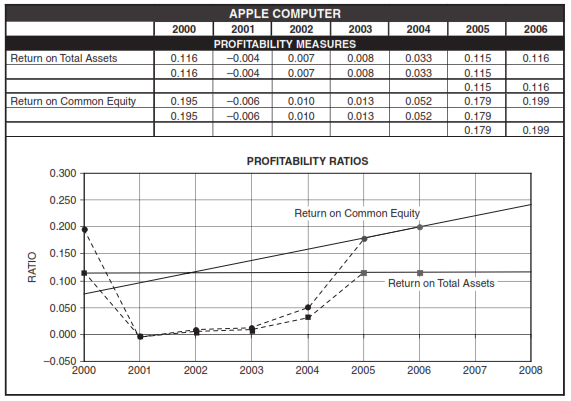 APPLE COMPUTER
2000 2001 2002 2003 2004 2005 2006
PROFITABILITY MEASURES
Return on Total Assets 0.116 –0.004 0.007 0.008 0.033 0.115 0.116
0.116 –0.004 0.007 0.008 0.033 0.115
0.115 0.116
Return on Common Equity 0.195 –0.006 0.010 0.013 0.052 0.179 0.199
0.195 –0.006 0.010 0.013 0.052 0.179
0.179 0.199
PROFITABILITY RATIOS
0.300
0.250
Return on Common Equity
0.200
0.150
RATIO
0.100
Return on Total Assets
0.050
0.000
–0.050
2000 2001 2002 2003 2004 2005 2006 2007 2008